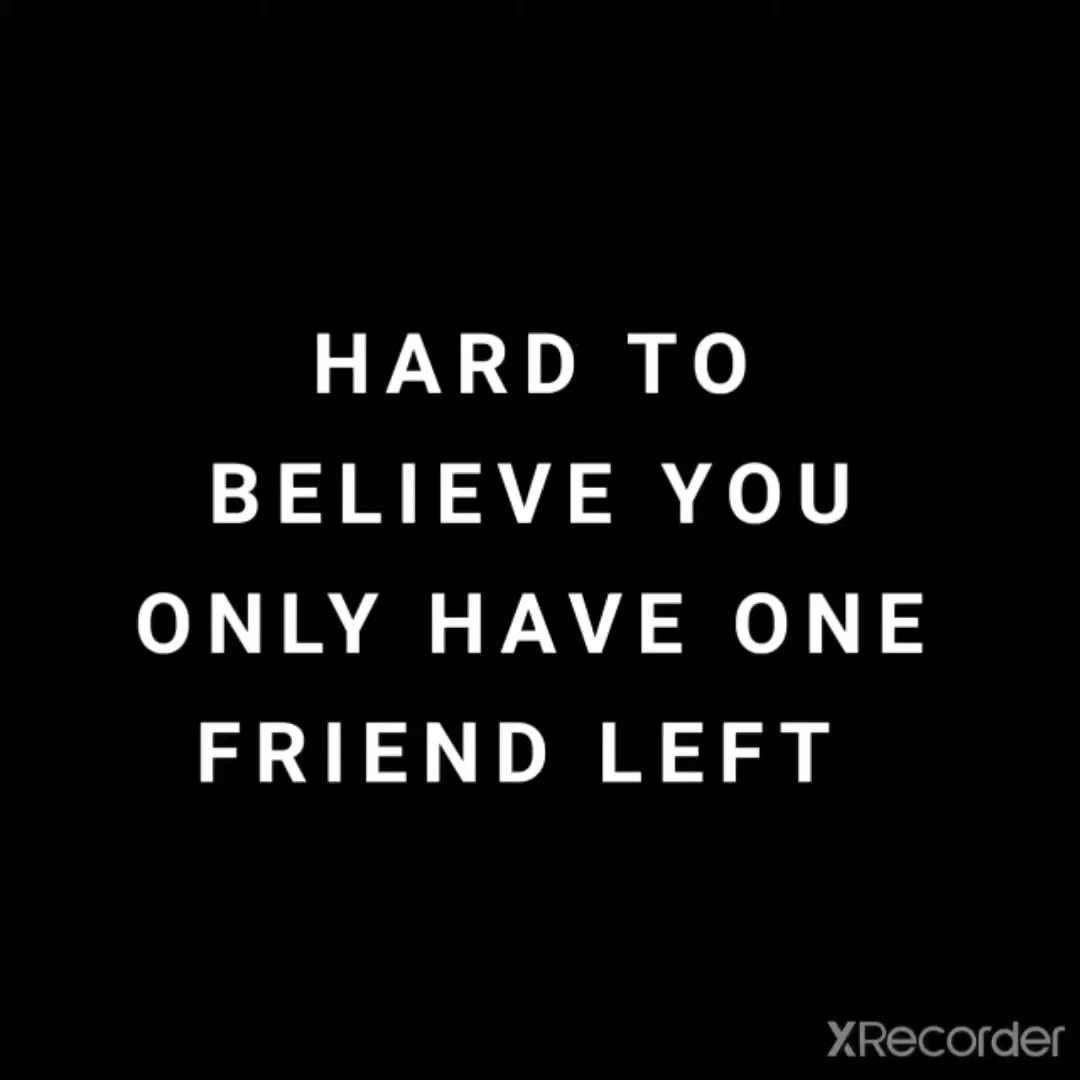 HARD TO
BELIEVE YOU
ONLY HAVE ONE
FRIEND LEFT
XRecorder